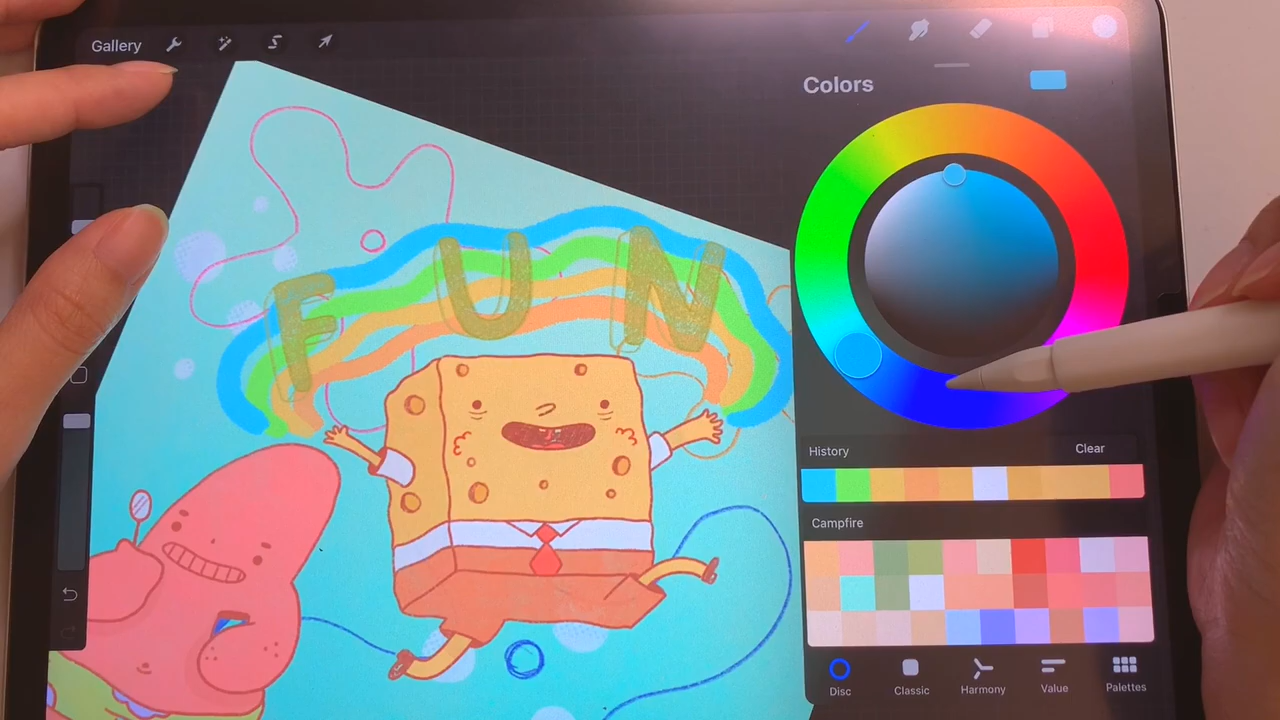 Gallery
Colors
F U N
History
Clear
Campfire
Disc
Classic
Harmony
Value
Palettes